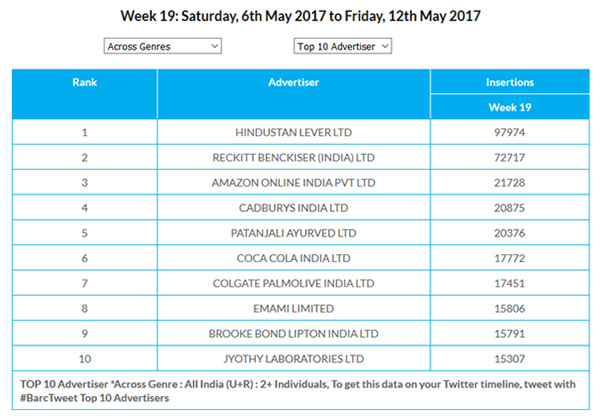 Week 19: Saturday, 6th May 2017 to Friday, 12th May 2017
Across Genres Top 10 Advertiser
Rank Advertiser Insertions
Week 19
1 HINDUSTAN LEVER LTD 97974
2 RECKITT BENCKISER (INDIA) LTD 72717
3 AMAZON ONLINE INDIA PVT LTD 21728
4 CADBURYS INDIA LTD 20875
5 PATANJALI AYURVED LTD 20376
6 COCA COLA INDIA LTD 17772
7 COLGATE PALMOLIVE INDIA LTD 17451
8 EMAMI LIMITED 15806
9 BROOKE BOND LIPTON INDIA LTD 15791
10 JYOTHY LABORATORIES LTD 15307
TOP 10 Advertiser *Across Genre : All India (U+R) : 2+ Individuals, To get this data on your Twitter timeline, tweet with
#BarcTweet Top 10 Advertisers